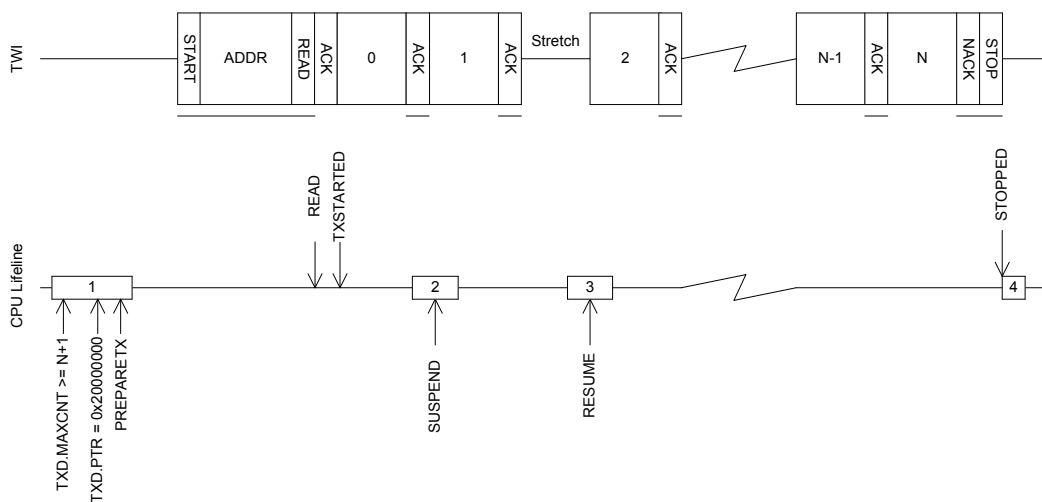 TWI
START
ADDR
READ
ACK
0
ACK
1
ACK
Stretch
2
ACK
N-1
ACK
N
NACK
STOP
CPU Lifeline
READ
TXSTARTED
STOPPED
1
2
3
4
TXD.MAXCNT >= N+1
TXD.PTR = 0x20000000
PREPARETX
SUSPEND
RESUME